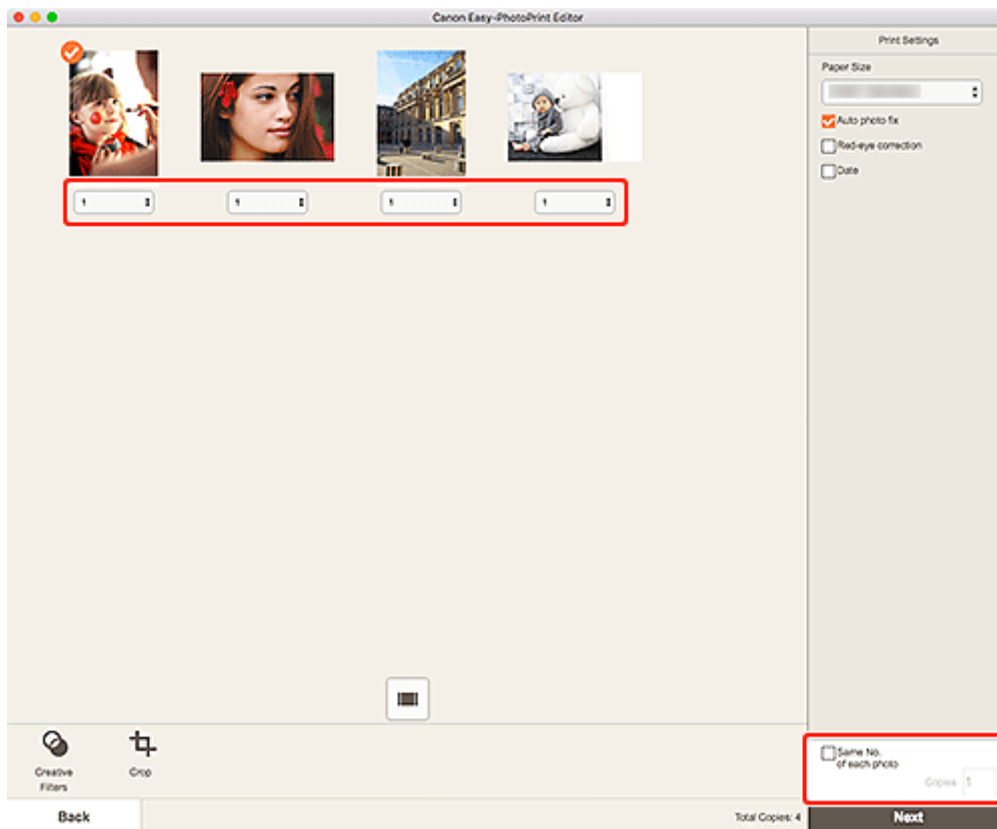 Canon Easy-PhotoPrint Editor
Print Settings
Paper Size
Auto photo fix
Red-eye correction
Date
1 1 1 1
Same No.
of each photo
Copies 1
Creative
Filters
Crop
Back
Total Copies: 4
Next